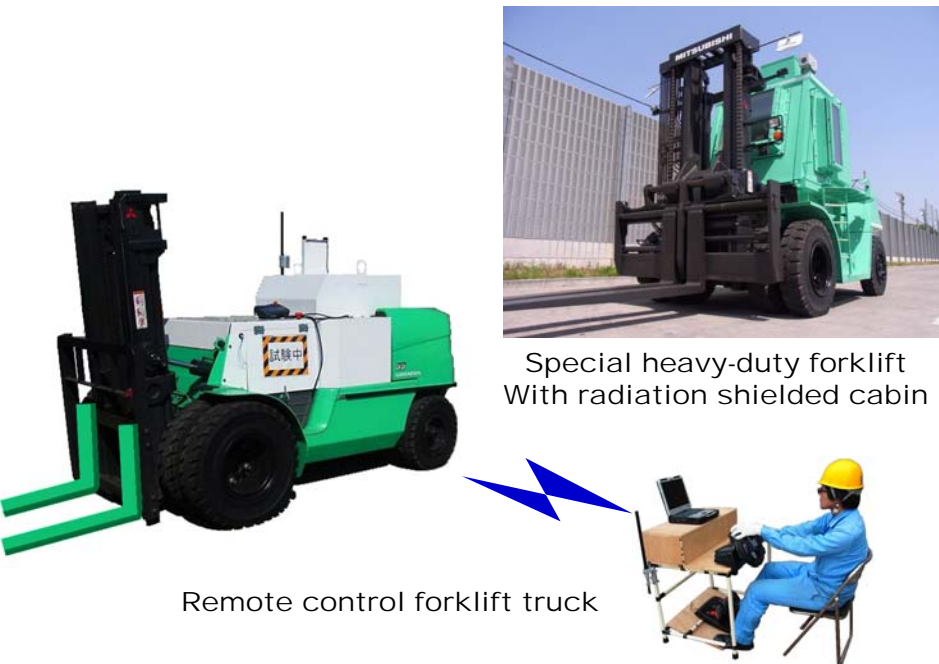 MITSUBISHI
試験中
Special heavy-duty forklift
With radiation shielded cabin
Remote control forklift truck